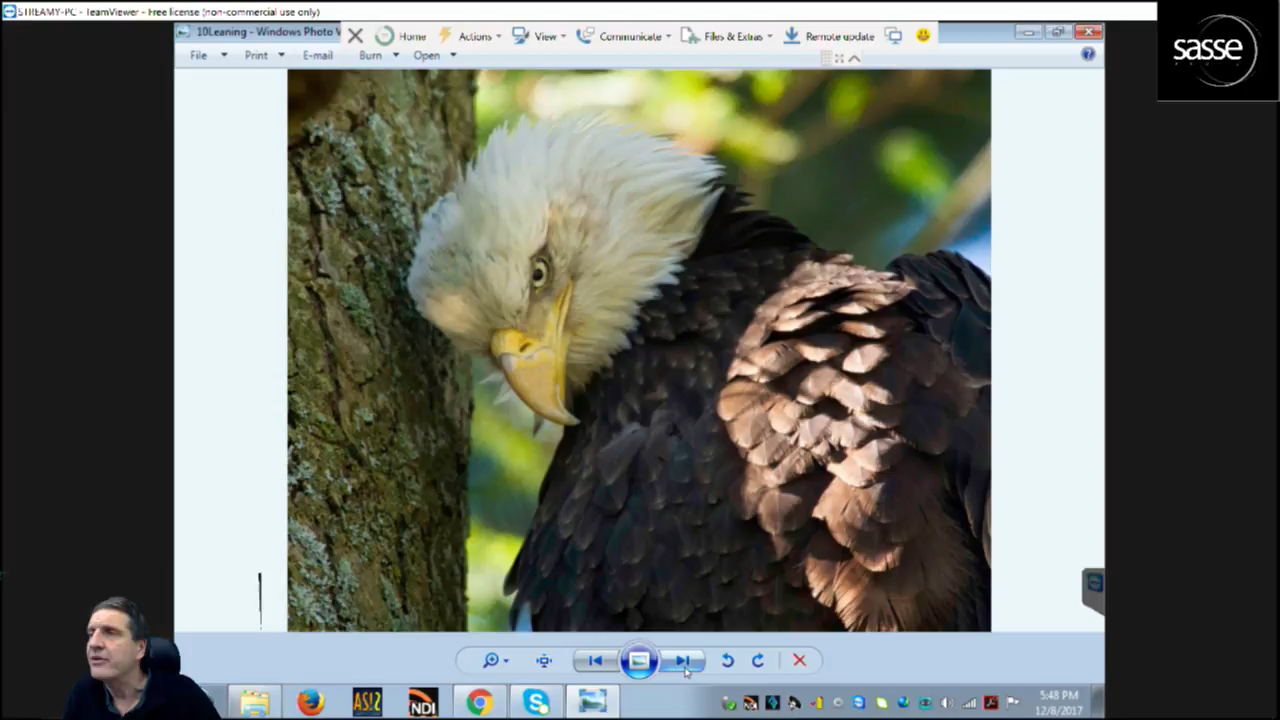 STREAMY-PC - TeamViewer - Free license (non-commercial use only)
10Leaning - Windows Photo V
Home
Actions
View
Communicate
Files & Extras
Remote update
File
Print
E-mail
Burn
Open
sasse
AS!2
NDI
5:48 PM
12/8/2017